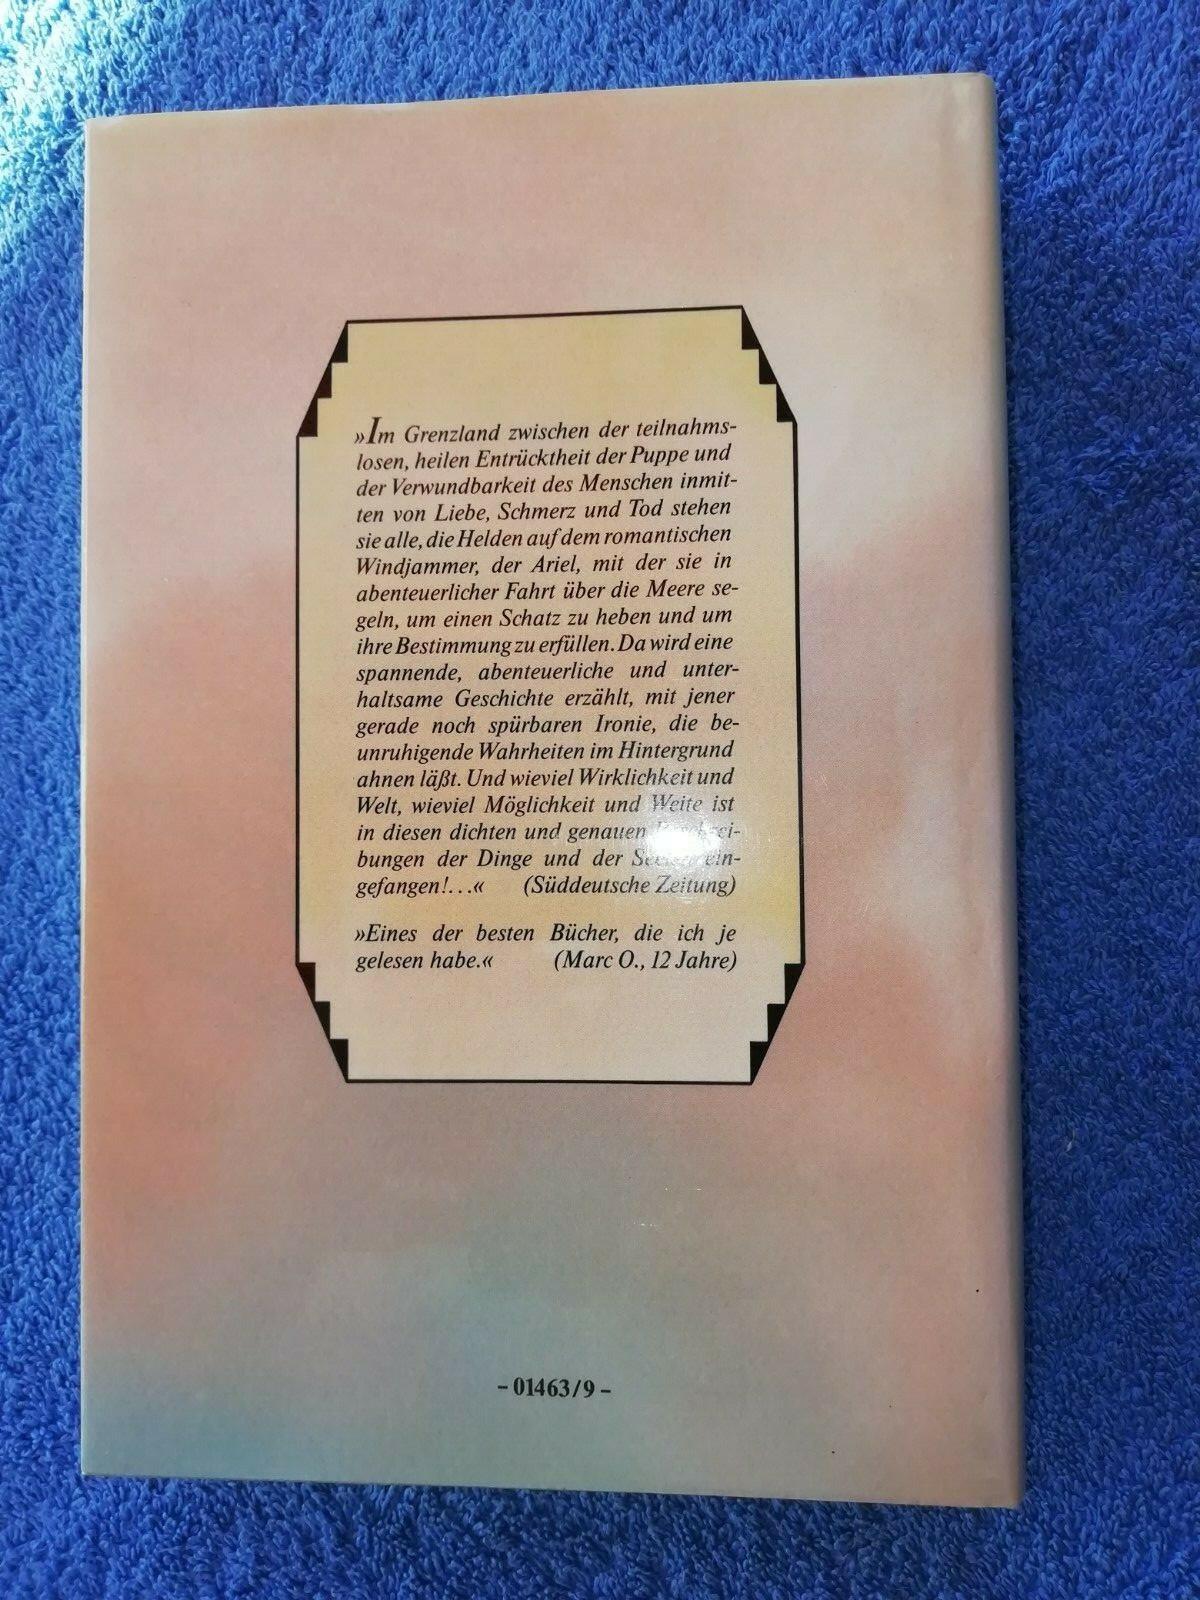 »Im Grenzland zwischen der teilnahms-
losen, heilen Entrücktheit der Puppe und
der Verwundbarkeit des Menschen inmit-
ten von Liebe, Schmerz und Tod stehen
sie alle, die Helden auf dem romantischen
Windjammer, der Ariel, mit der sie in
abenteuerlicher Fahrt über die Meere se-
geln, um einen Schatz zu heben und um
ihre Bestimmung zu erfüllen. Da wird eine
spannende, abenteuerliche und unter-
haltsame Geschichte erzählt, mit jener
gerade noch spürbaren Ironie, die be-
unruhigende Wahrheiten im Hintergrund
ahnen läßt. Und wieviel Wirklichkeit und
Welt, wieviel Möglichkeit und Weite ist
in diesen dichten und genauen
bungen der Dinge und der ein-
gefangen!...« (Süddeutsche Zeitung)
»Eines der besten Bücher, die ich je
gelesen habe.« (Marc O., 12 Jahre)
- 01463/9 -